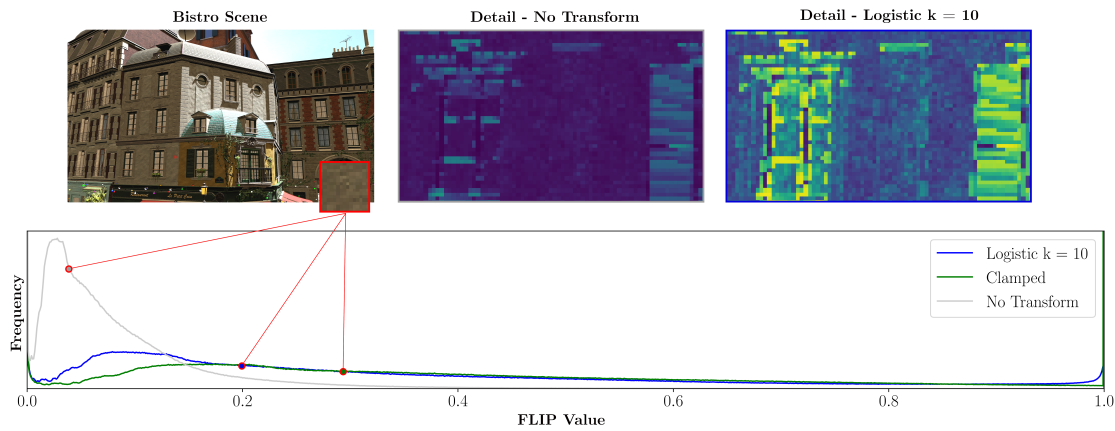 Bistro Scene
Detail - No Transform
Detail - Logistic k = 10
Frequency
Logistic k = 10
Clamped
No Transform
0.0 0.2 0.4 0.6 0.8 1.0
FLIP Value